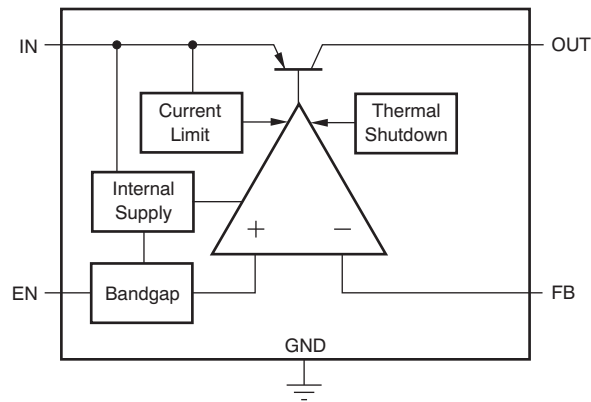 IN
OUT
Current
Limit
Thermal
Shutdown
Internal
Supply
+
−
EN
Bandgap
FB
GND